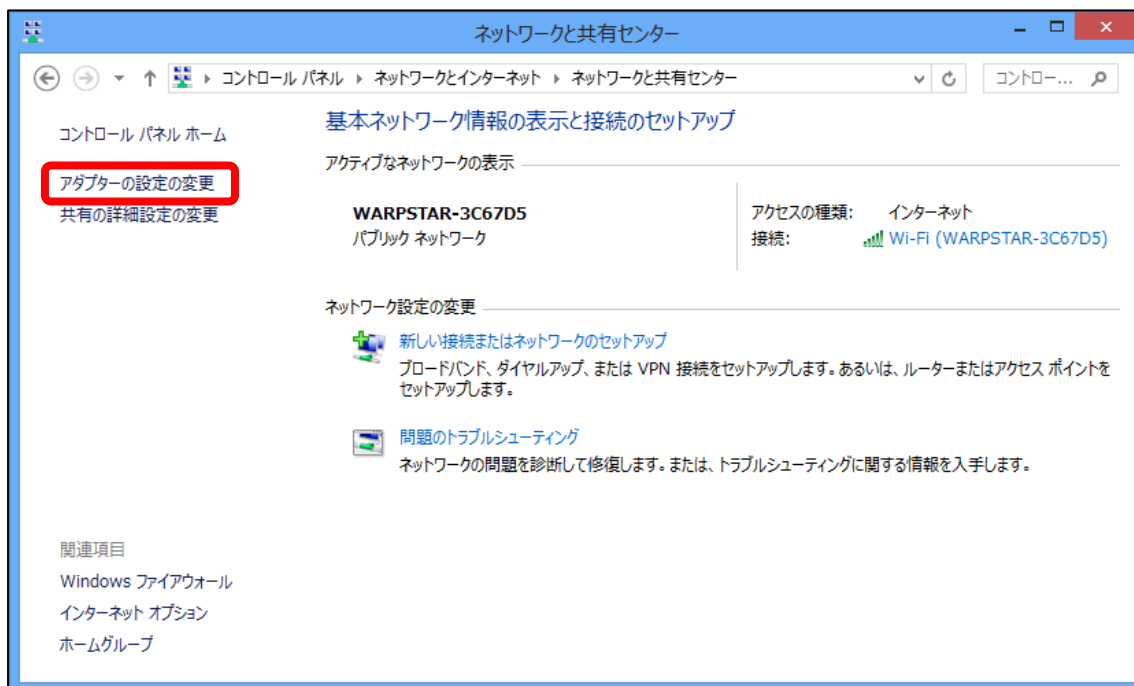 ネットワークと共有センター
コントロール パネル ネットワークとインターネット ネットワークと共有センター コントロー...
コントロール パネル ホーム
アダプターの設定の変更
共有の詳細設定の変更
基本ネットワーク情報の表示と接続のセットアップ
アクティブなネットワークの表示
WARPSTAR-3C67D5
パブリック ネットワーク
アクセスの種類: インターネット
接続: Wi-Fi (WARPSTAR-3C67D5)
ネットワーク設定の変更
新しい接続またはネットワークのセットアップ
ブロードバンド、ダイヤルアップ、または VPN 接続をセットアップします。あるいは、ルーターまたはアクセス ポイントを
セットアップします。
問題のトラブルシューティング
ネットワークの問題を診断して修復します。または、トラブルシューティングに関する情報を入手します。
関連項目
Windows ファイアウォール
インターネット オプション
ホームグループ